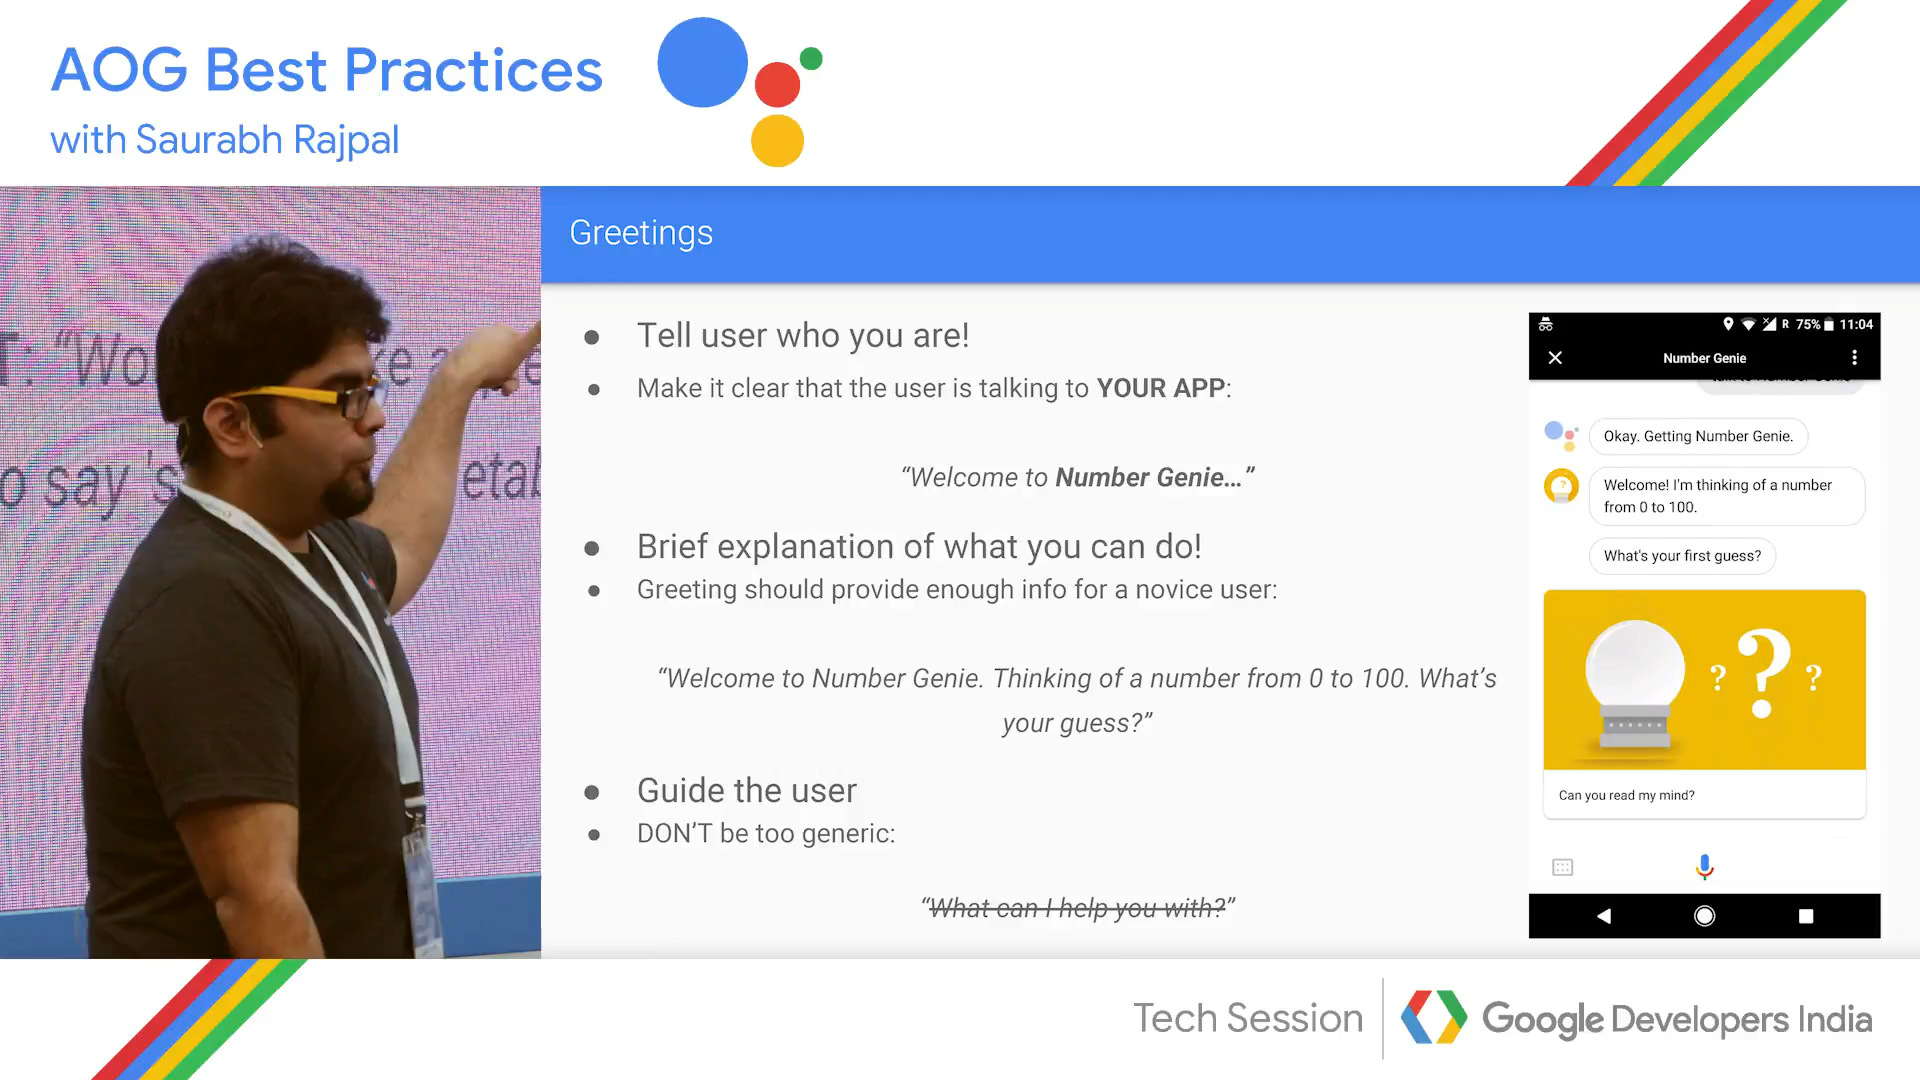 AOG Best Practices
with Saurabh Rajpal
Greetings
Tell user who you are!
Make it clear that the user is talking to YOUR APP:
“Welcome to Number Genie…”
Brief explanation of what you can do!
Greeting should provide enough info for a novice user:
“Welcome to Number Genie. Thinking of a number from 0 to 100. What’s
your guess?”
Guide the user
DON’T be too generic:
“What can I help you with?”
R 75% 11:04
Number Genie
Okay. Getting Number Genie.
Welcome! I'm thinking of a number
from 0 to 100.
What's your first guess?
? ? ?
Can you read my mind?
o say 's
Tech Session
Google Developers India